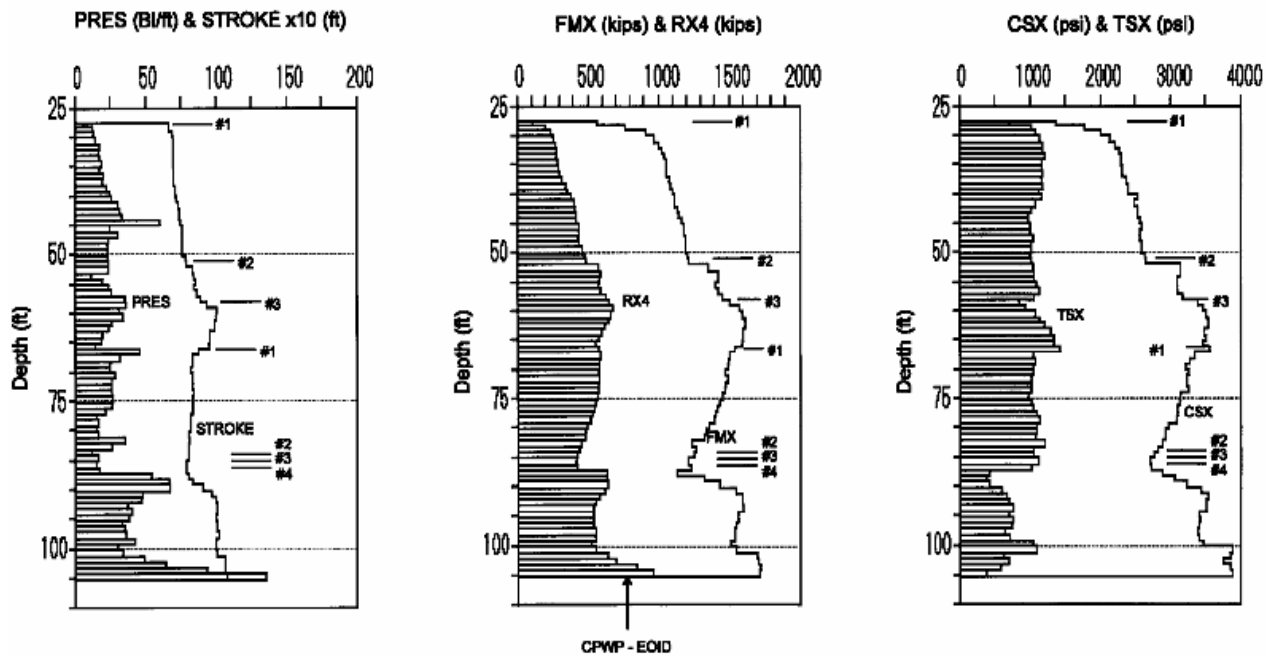 PRES (Bl/ft) & STROKE x10 (ft)
0 50 100 150 200
25
50
75
100
Depth (ft)
#1
#2
PRES
#3
#1
STROKE
#2
#3
#4
FMX (kips) & RX4 (kips)
0 500 1000 1500 2000
25
50
75
100
Depth (ft)
#1
#2
RX4
#3
#1
FMX
#2
#3
#4
CPWP - EOID
CSX (psi) & TSX (psi)
0 1000 2000 3000 4000
25
50
75
100
Depth (ft)
#1
#2
#3
TSX
#1
CSX
#2
#3
#4